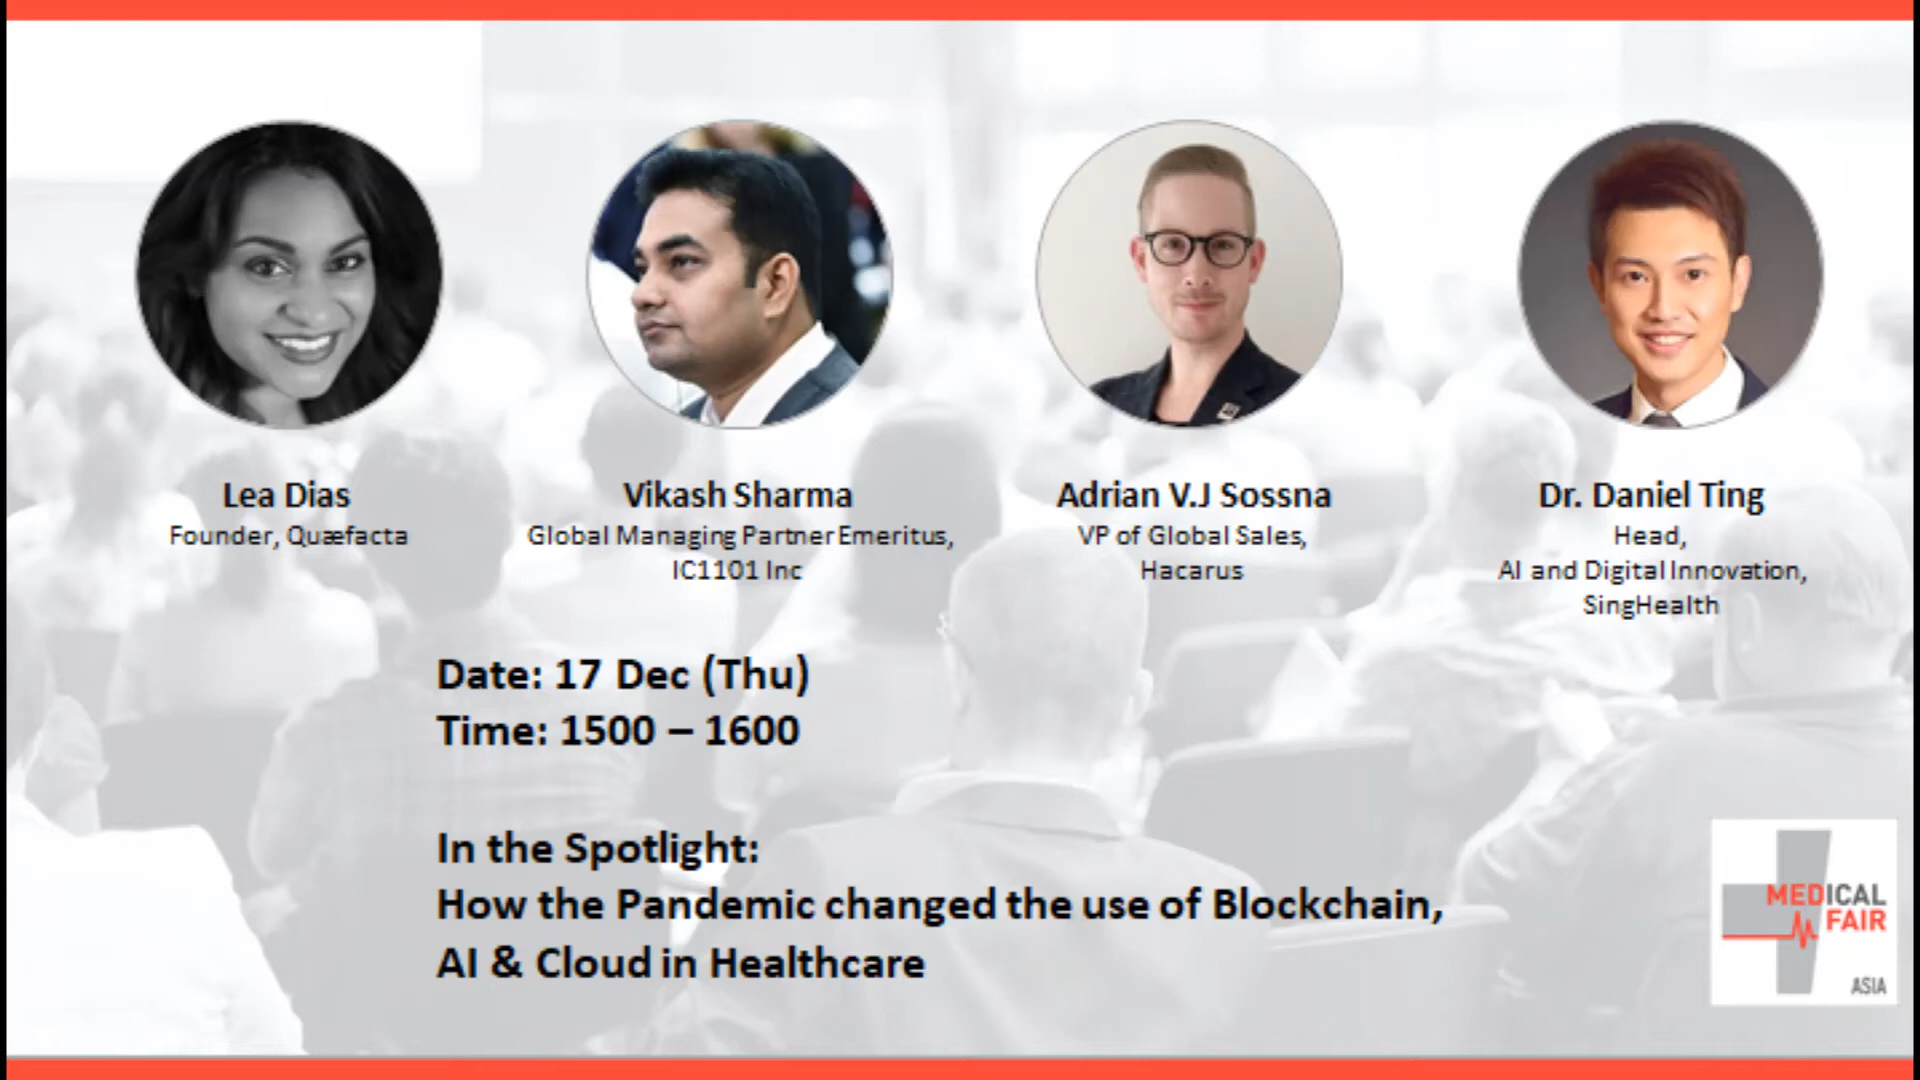 Lea Dias
Founder, Quæfacta
Vikash Sharma
Global Managing Partner Emeritus,
IC1101 Inc
Adrian V.J Sossna
VP of Global Sales,
Hacarus
Dr. Daniel Ting
Head,
AI and Digital Innovation,
SingHealth
Date: 17 Dec (Thu)
Time: 1500 – 1600
In the Spotlight:
How the Pandemic changed the use of Blockchain,
AI & Cloud in Healthcare
MEDICAL
FAIR
ASIA